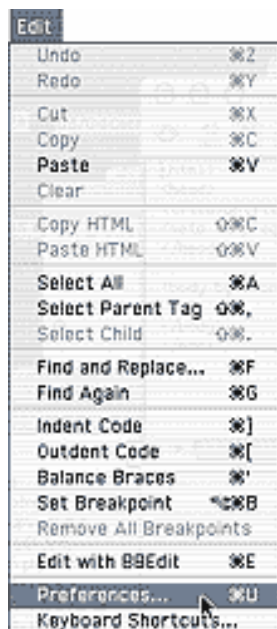 Edit
Undo ⌘Z
Redo ⌘Y
Cut ⌘X
Copy ⌘C
Paste ⌘V
Clear
Copy HTML ⇧⌘C
Paste HTML ⇧⌘V
Select All ⌘A
Select Parent Tag ⇧⌘,
Select Child ⇧⌘.
Find and Replace... ⌘F
Find Again ⌘G
Indent Code ⌘]
Outdent Code ⌘[
Balance Braces ⌘'
Set Breakpoint ⌥⌘B
Remove All Breakpoints
Edit with BBEdit ⌘E
Preferences... ⌘U
Keyboard Shortcuts...